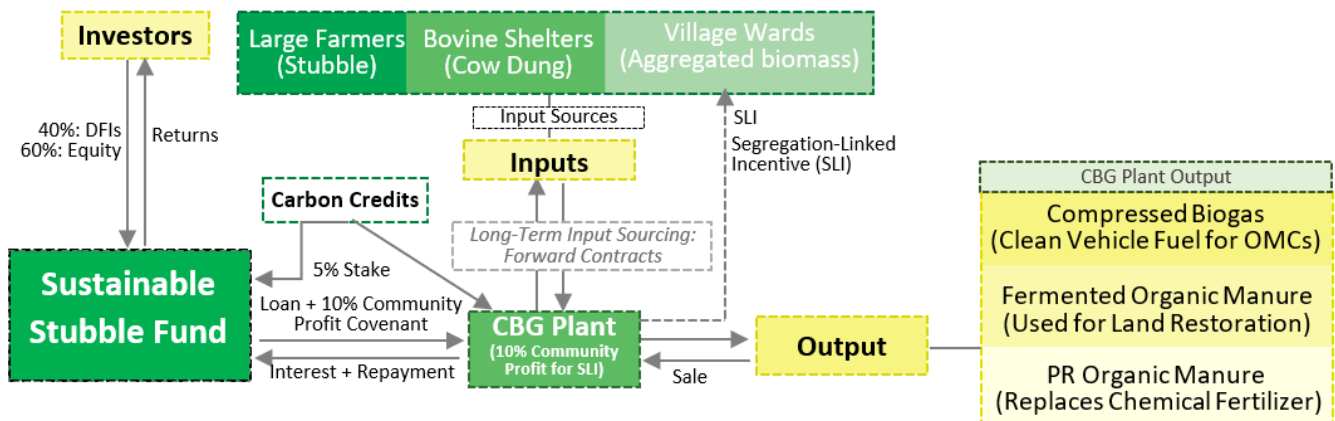 Investors
40%: DFIs
60%: Equity
Returns
Large Farmers
(Stubble)
Bovine Shelters
(Cow Dung)
Village Wards
(Aggregated biomass)
Input Sources
Inputs
SLI
Segregation-Linked
Incentive (SLI)
Carbon Credits
Long-Term Input Sourcing:
Forward Contracts
5% Stake
Sustainable
Stubble Fund
Loan + 10% Community
Profit Covenant
Interest + Repayment
CBG Plant
(10% Community
Profit for SLI)
Sale
Output
CBG Plant Output
Compressed Biogas
(Clean Vehicle Fuel for OMCs)
Fermented Organic Manure
(Used for Land Restoration)
PR Organic Manure
(Replaces Chemical Fertilizer)